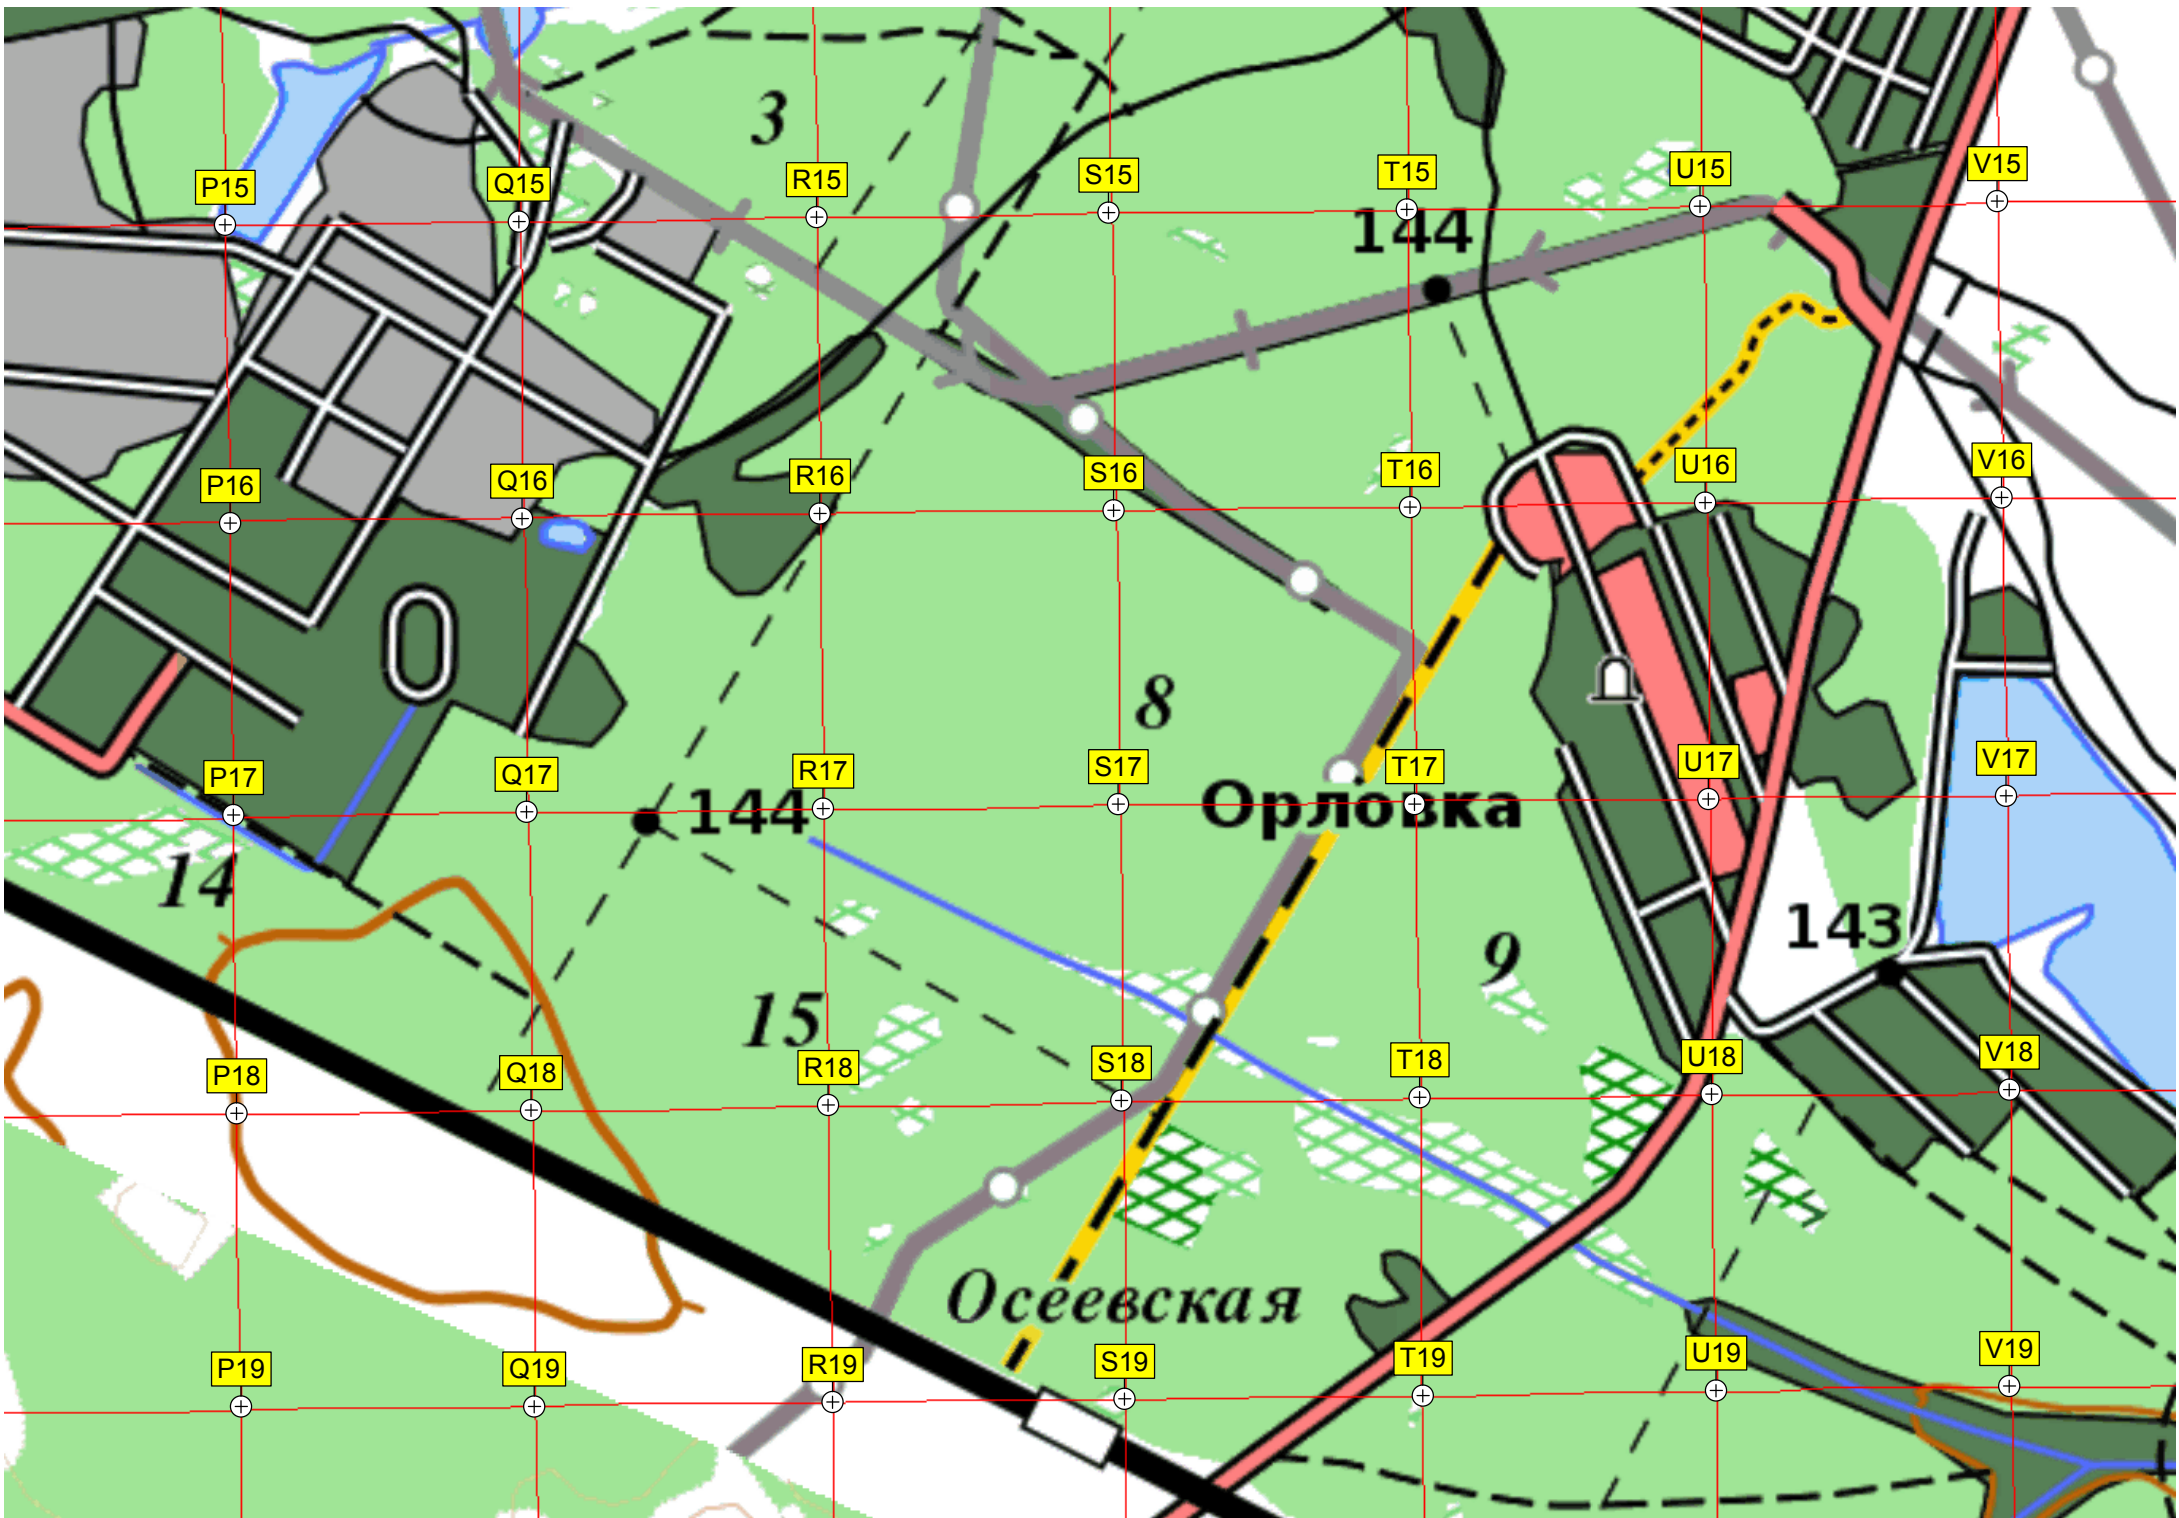 3
P15 Q15 R15 S15 T15 U15 V15
144
P16 Q16 R16 S16 T16 U16 V16
8
P17 Q17 R17 S17 T17 U17 V17
144 Орловка
14 9 143
15
P18 Q18 R18 S18 T18 U18 V18
Осеевская
P19 Q19 R19 S19 T19 U19 V19